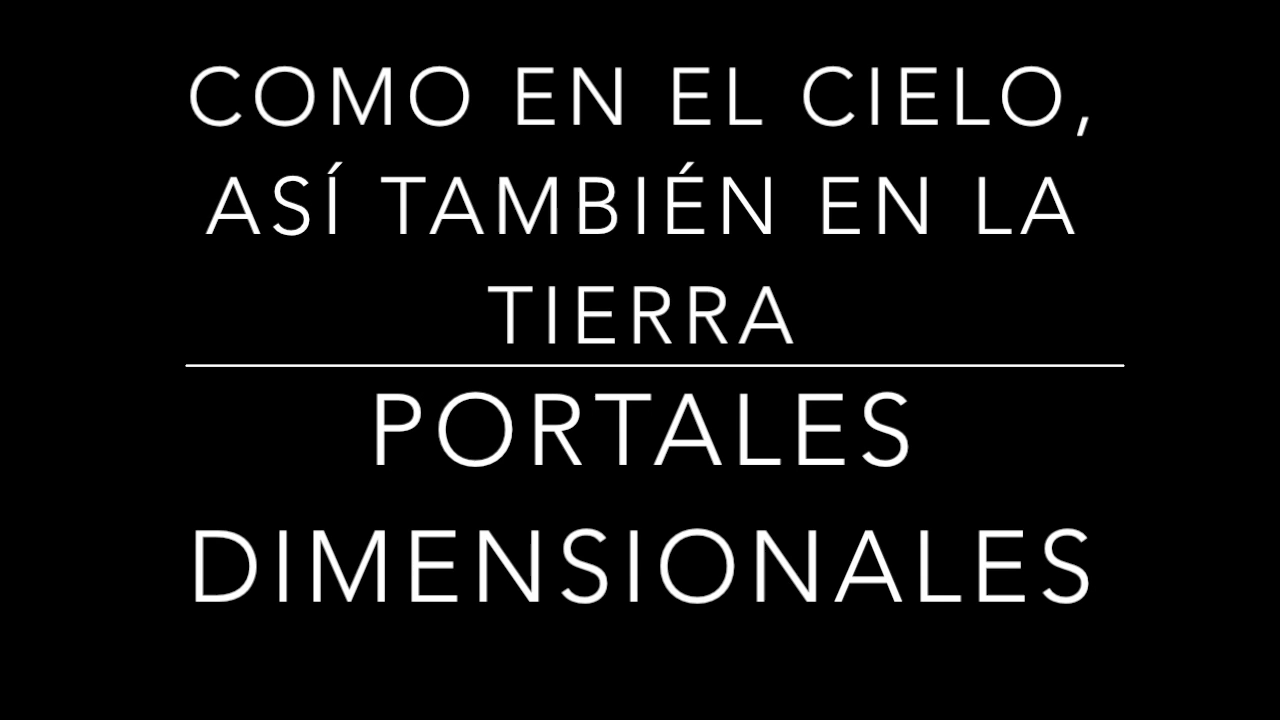 COMO EN EL CIELO,
ASÍ TAMBIÉN EN LA
TIERRA
PORTALES
DIMENSIONALES